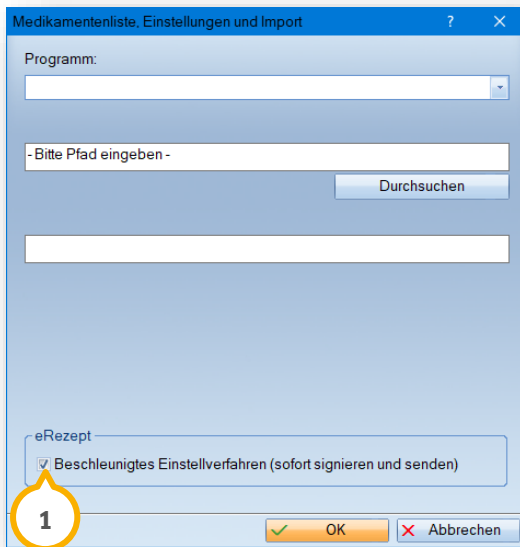 Medikamentenliste, Einstellungen und Import ?
Programm:
- Bitte Pfad eingeben -
Durchsuchen
eRezept
Beschleunigtes Einstellverfahren (sofort signieren und senden)
1
OK Abbrechen